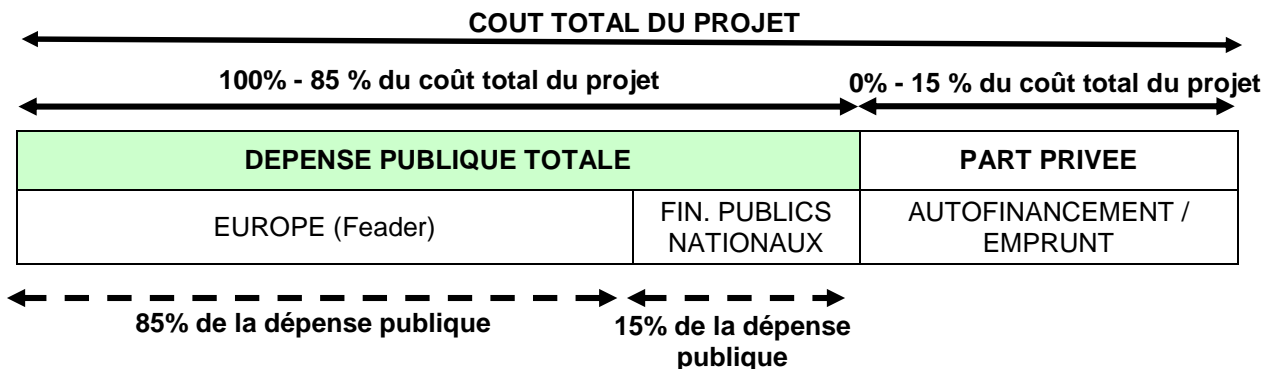 COUT TOTAL DU PROJET
100% - 85 % du coût total du projet
0% - 15 % du coût total du projet
DEPENSE PUBLIQUE TOTALE
PART PRIVEE
EUROPE (Feader)
FIN. PUBLICS
NATIONAUX
AUTOFINANCEMENT /
EMPRUNT
85% de la dépense publique
15% de la dépense
publique